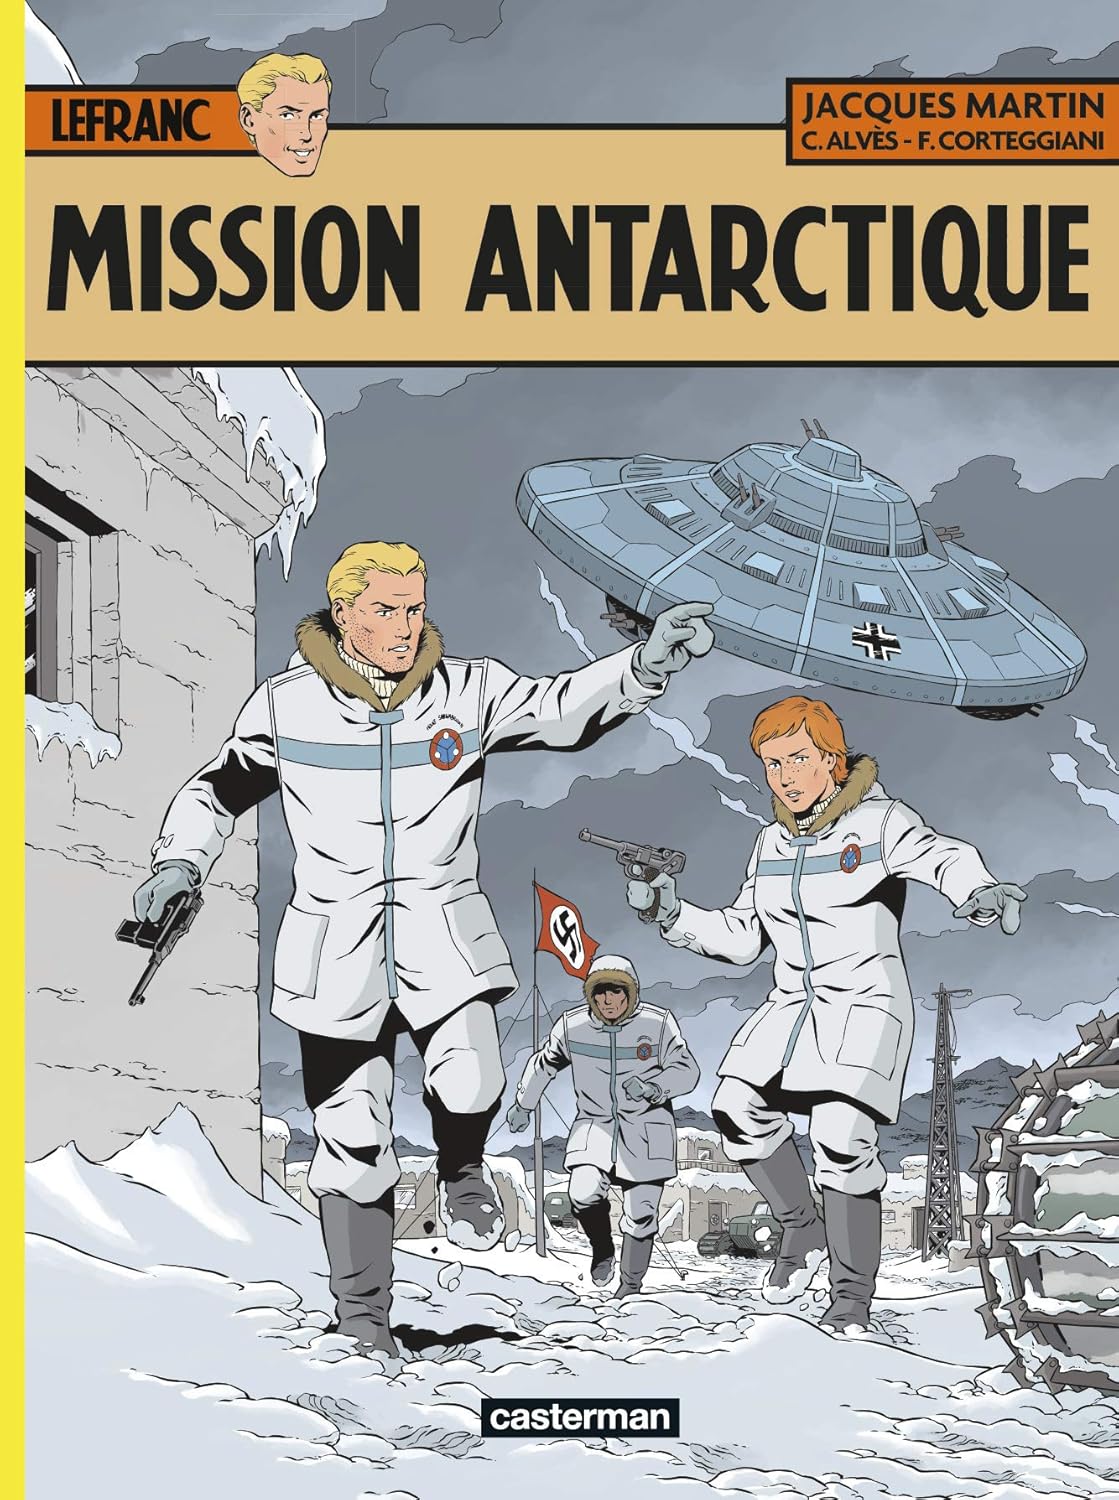 LEFRANC
JACQUES MARTIN
C. ALVÈS - F. CORTEGGIANI
MISSION ANTARCTIQUE
casterman